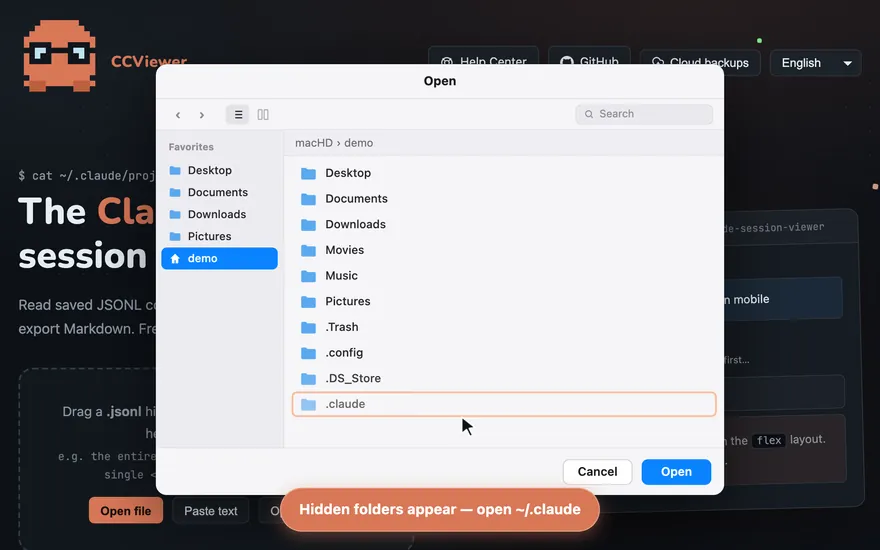 CCViewer
Help Center
GitHub
Cloud backups
English
Open
Search
Favorites
Desktop
Documents
Downloads
Pictures
demo
macHD › demo
Desktop
Documents
Downloads
Movies
Music
Pictures
.Trash
.config
.DS_Store
.claude
Cancel
Open
$ cat ~/.claude/proj
The Cla
session
Read saved JSONL co
export Markdown. Fre
Drag a .jsonl hi
he
e.g. the entire
single <
Open file
Paste text
O
de-session-viewer
n mobile
first…
n the flex layout.
Hidden folders appear — open ~/.claude